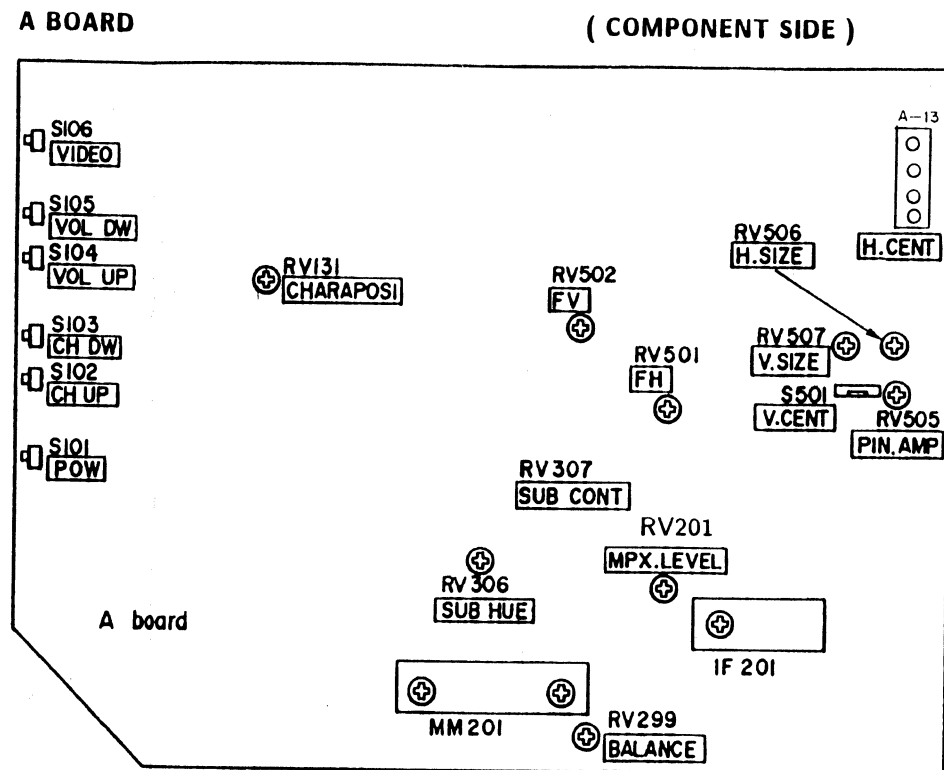 A BOARD
( COMPONENT SIDE )
A-13
S106
VIDEO
S105
VOL DW
S104
VOL UP
RV506
H.SIZE
H.CENT
RV131
CHARAPOSI
RV502
FV
S103
CH DW
S102
CH UP
RV501
FH
RV507
V.SIZE
S501
V.CENT
RV505
PIN.AMP
S101
POW
RV307
SUB CONT
RV201
MPX.LEVEL
RV306
SUB HUE
A board
IF 201
MM201
RV299
BALANCE